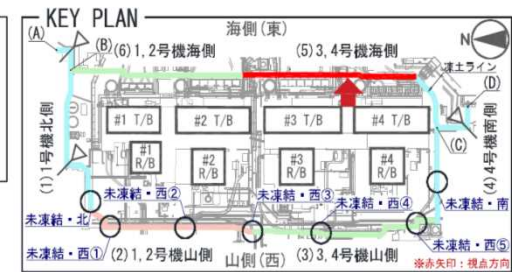 KEY PLAN
海側(東)
N
(A)
(B)
(6)1,2号機海側
(5)3,4号機海側
凍土ライン
(D)
(1)1号機北側
#1 T/B
#2 T/B
#3 T/B
#4 T/B
(C)
(4)4号機南側
#1
R/B
#2
R/B
#3
R/B
#4
R/B
未凍結・北
未凍結・西②
未凍結・西③
未凍結・西④
未凍結・南
未凍結・西①
(2)1,2号機山側
山側(西)
(3)3,4号機山側
未凍結・西⑤
※赤矢印：視点方向